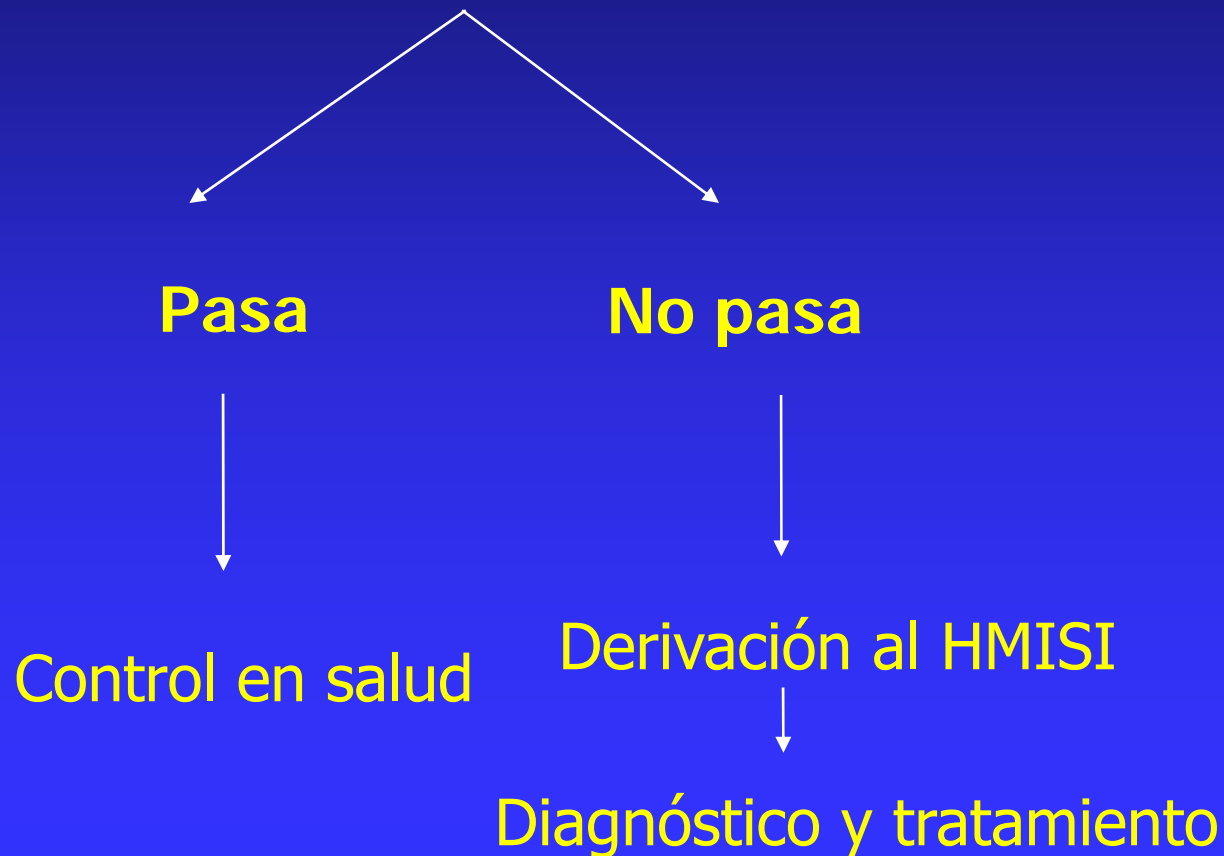 Pasa
No pasa
Control en salud
Derivación al HMISI
Diagnóstico y tratamiento